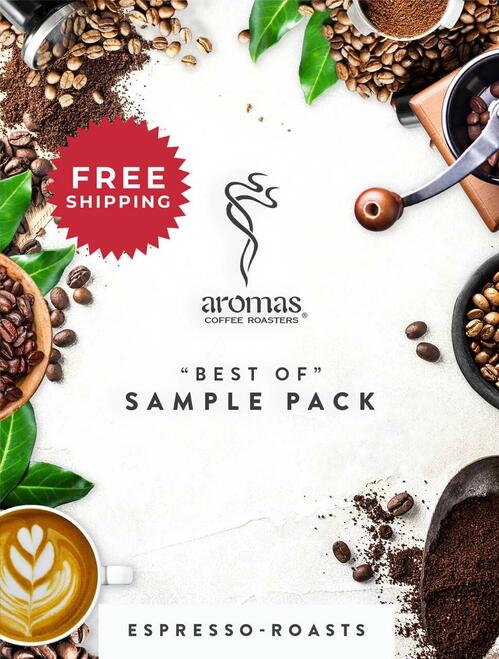 FREE
SHIPPING
aromas
COFFEE ROASTERS ®
“BEST OF”
SAMPLE PACK
ESPRESSO-ROASTS